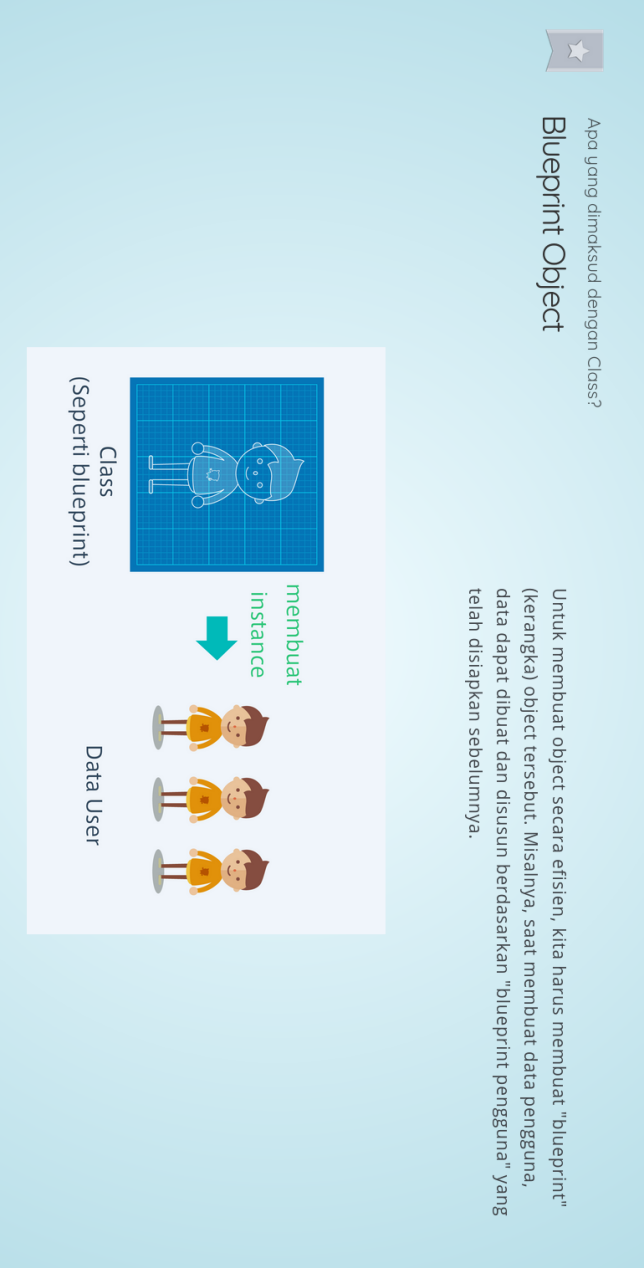 Apa yang dimaksud dengan Class?
Blueprint Object
Untuk membuat object secara efisien, kita harus membuat "blueprint"
(kerangka) object tersebut. Misalnya, saat membuat data pengguna,
data dapat dibuat dan disusun berdasarkan "blueprint pengguna" yang
telah disiapkan sebelumnya.
membuat
instance
Class
(Seperti blueprint)
Data User